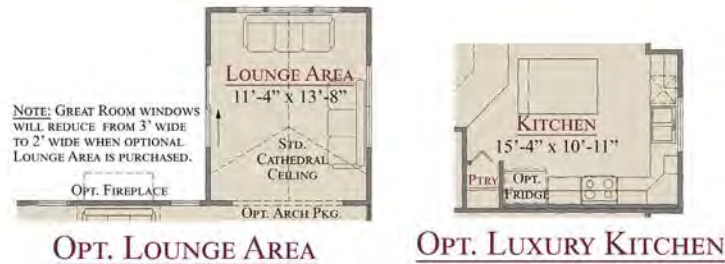 LOUNGE AREA
11'-4" x 13'-8"
NOTE: GREAT ROOM WINDOWS
WILL REDUCE FROM 3' WIDE
TO 2' WIDE WHEN OPTIONAL
LOUNGE AREA IS PURCHASED.
STD.
CATHEDRAL
CEILING
OPT. FIREPLACE
OPT. ARCH PKG
OPT. LOUNGE AREA
KITCHEN
15'-4" x 10'-11"
PTRY
OPT.
FRIDGE
OPT. LUXURY KITCHEN